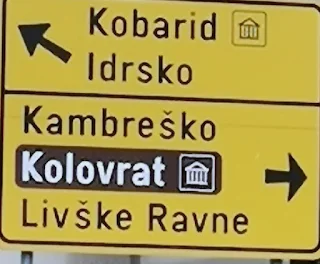 Kobarid
Idrsko
Kambreško
Kolovrat
Livške Ravne